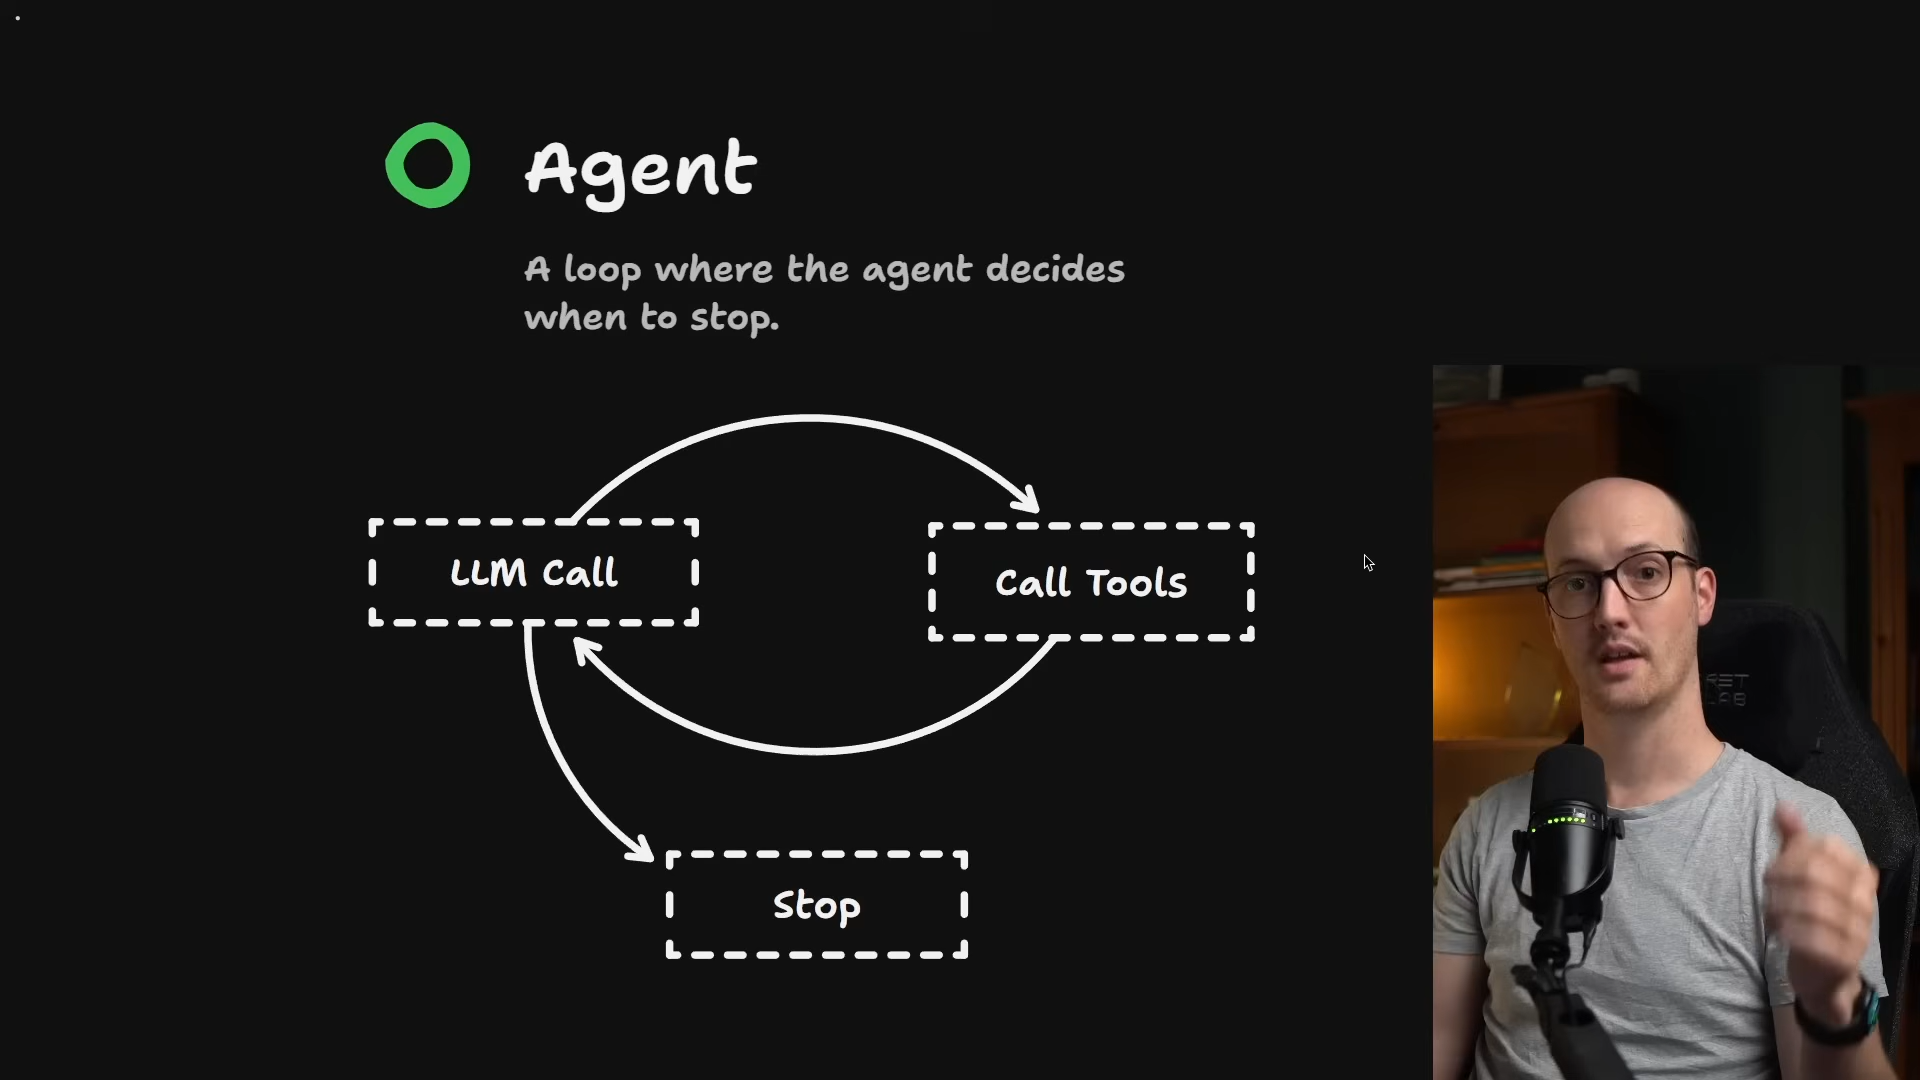 Agent
A loop where the agent decides
when to stop.
LLM Call
Call Tools
Stop